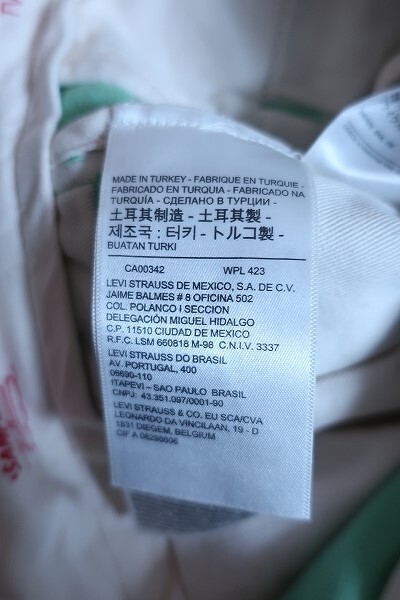 MADE IN TURKEY - FABRIQUE EN TURQUIE -
FABRICADO EN TURQUIA - FABRICADO NA
TURQUÍA - СДЕЛАНО В ТУРЦИИ -
土耳其制造 - 土耳其製 -
제조국 : 터키 - トルコ製 -
BUATAN TURKI
CA00342 WPL 423
LEVI STRAUSS DE MEXICO, S.A. DE C.V.
JAIME BALMES # 8 OFICINA 502
COL. POLANCO I SECCION
DELEGACIÓN MIGUEL HIDALGO
C.P. 11510 CIUDAD DE MEXICO
R.F.C. LSM 660818 M-98 C.N.I.V. 3337
LEVI STRAUSS DO BRASIL
AV. PORTUGAL, 400
06690-110
ITAPEVI – SAO PAULO BRASIL
CNPJ: 43.351.097/0001-90
LEVI STRAUSS & CO. EU SCA/CVA
LEONARDO DA VINCILAAN, 19 - D
1831 DIEGEM, BELGIUM
CIF A 08290606